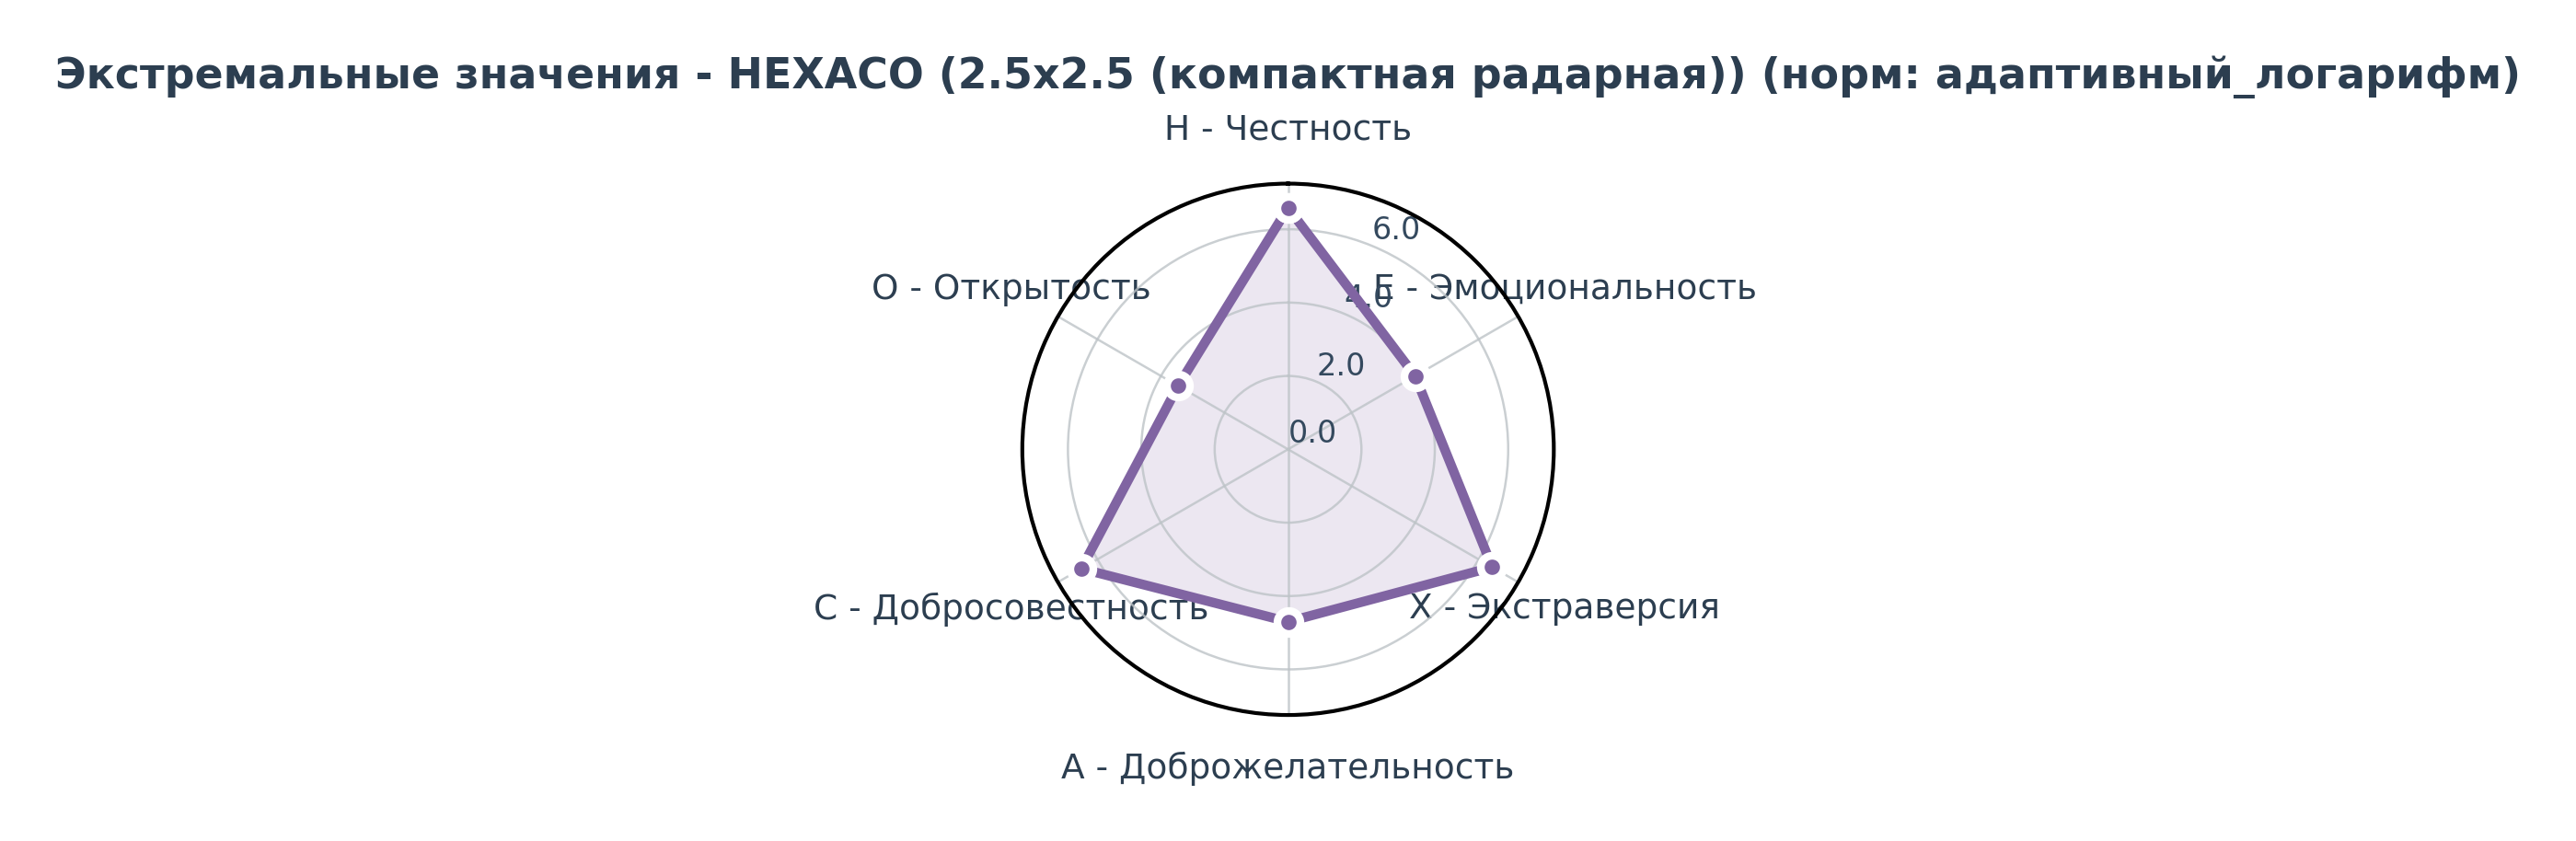 Экстремальные значения - HEXACO (2.5x2.5 (компактная радарная)) (норм: адаптивный_логарифм)
H - Честность
6.0
O - Открытость
4.0
E - Эмоциональность
2.0
0.0
C - Добросовестность
X - Экстраверсия
A - Доброжелательность